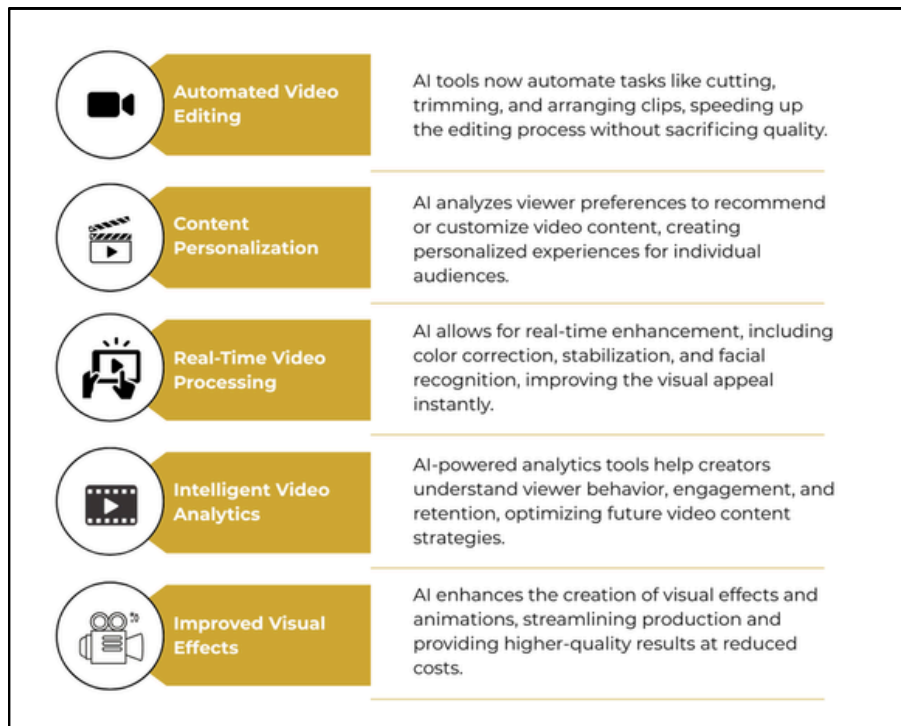 Automated Video
Editing
AI tools now automate tasks like cutting,
trimming, and arranging clips, speeding up
the editing process without sacrificing quality.
Content
Personalization
AI analyzes viewer preferences to recommend
or customize video content, creating
personalized experiences for individual
audiences.
Real-Time Video
Processing
AI allows for real-time enhancement, including
color correction, stabilization, and facial
recognition, improving the visual appeal
instantly.
Intelligent Video
Analytics
AI-powered analytics tools help creators
understand viewer behavior, engagement, and
retention, optimizing future video content
strategies.
Improved Visual
Effects
AI enhances the creation of visual effects and
animations, streamlining production and
providing higher-quality results at reduced
costs.